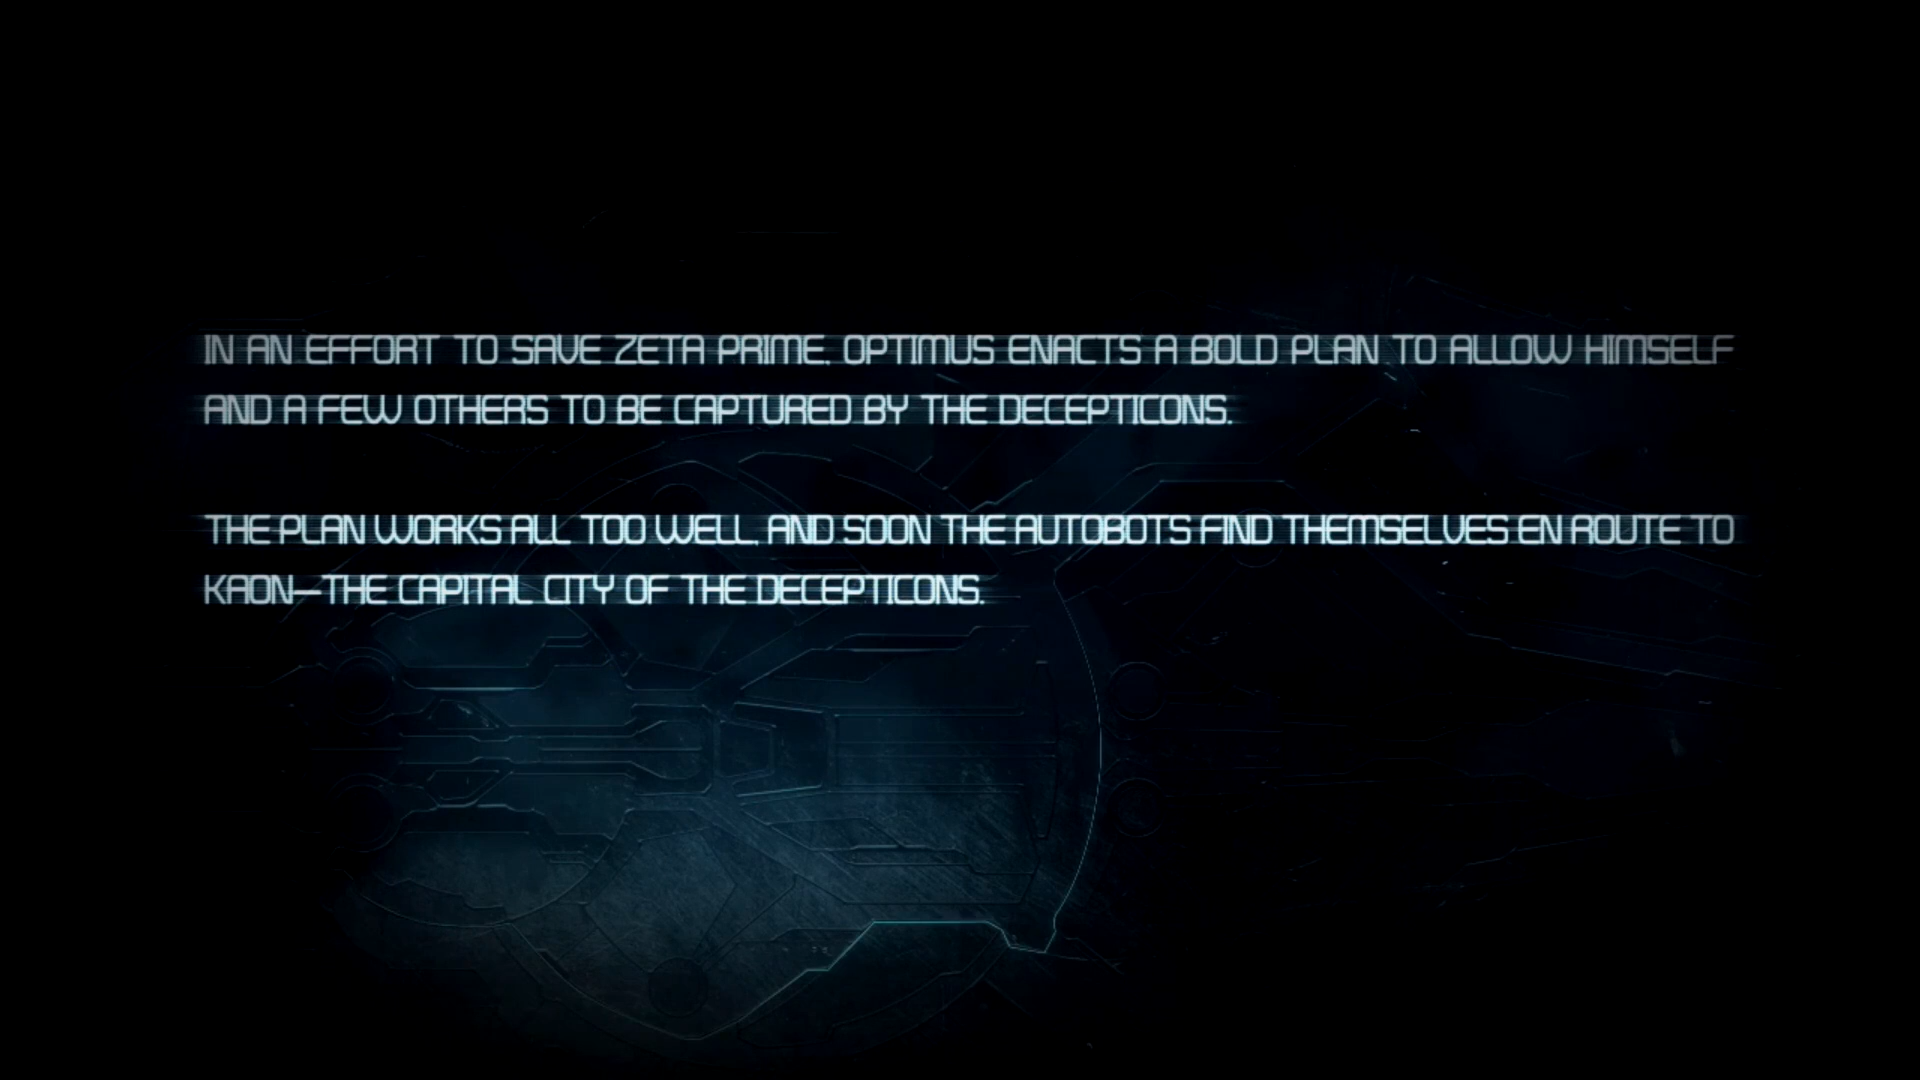 IN AN EFFORT TO SAVE ZETA PRIME, OPTIMUS ENACTS A BOLD PLAN TO ALLOW HIMSELF
AND A FEW OTHERS TO BE CAPTURED BY THE DECEPTICONS.
THE PLAN WORKS ALL TOO WELL, AND SOON THE AUTOBOTS FIND THEMSELVES EN ROUTE TO
KAON—THE CAPITAL CITY OF THE DECEPTICONS.